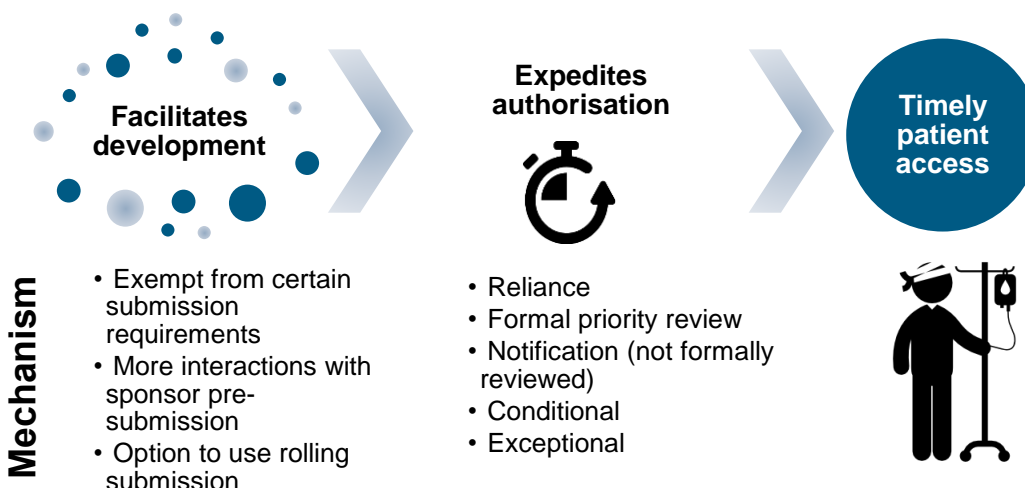 Facilitates
development
Expedites
authorisation
Timely
patient
access
Mechanism
• Exempt from certain
submission
requirements
• More interactions with
sponsor pre-
submission
• Option to use rolling
submission
• Reliance
• Formal priority review
• Notification (not formally
reviewed)
• Conditional
• Exceptional